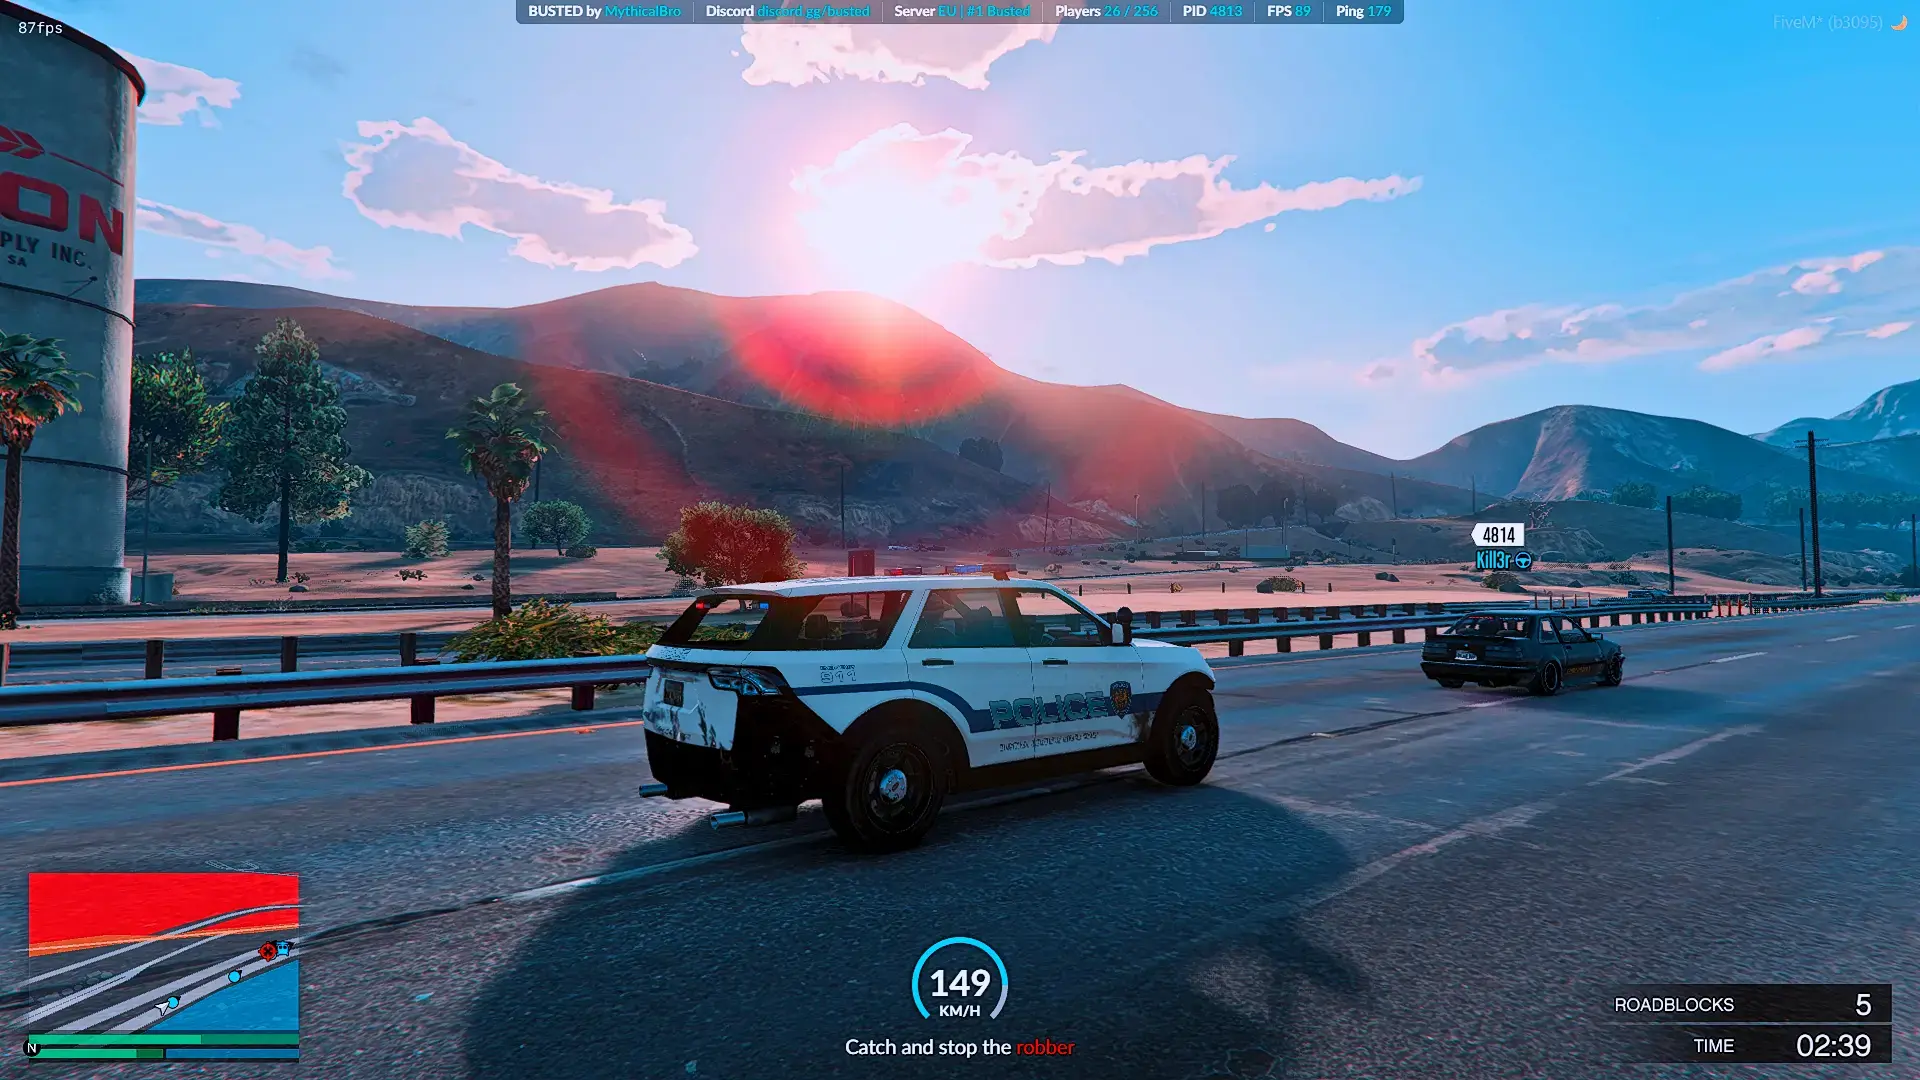 87fps
BUSTED by MythicalBro Discord discord.gg/busted Server EU | #1 Busted Players 26 / 256 PID 4813 FPS 89 Ping 179
FiveM* (b3095)
ON
PLY INC.
SA
4814
Kill3r
911
POLICE
N
149
KM/H
Catch and stop the robber
ROADBLOCKS 5
TIME 02:39